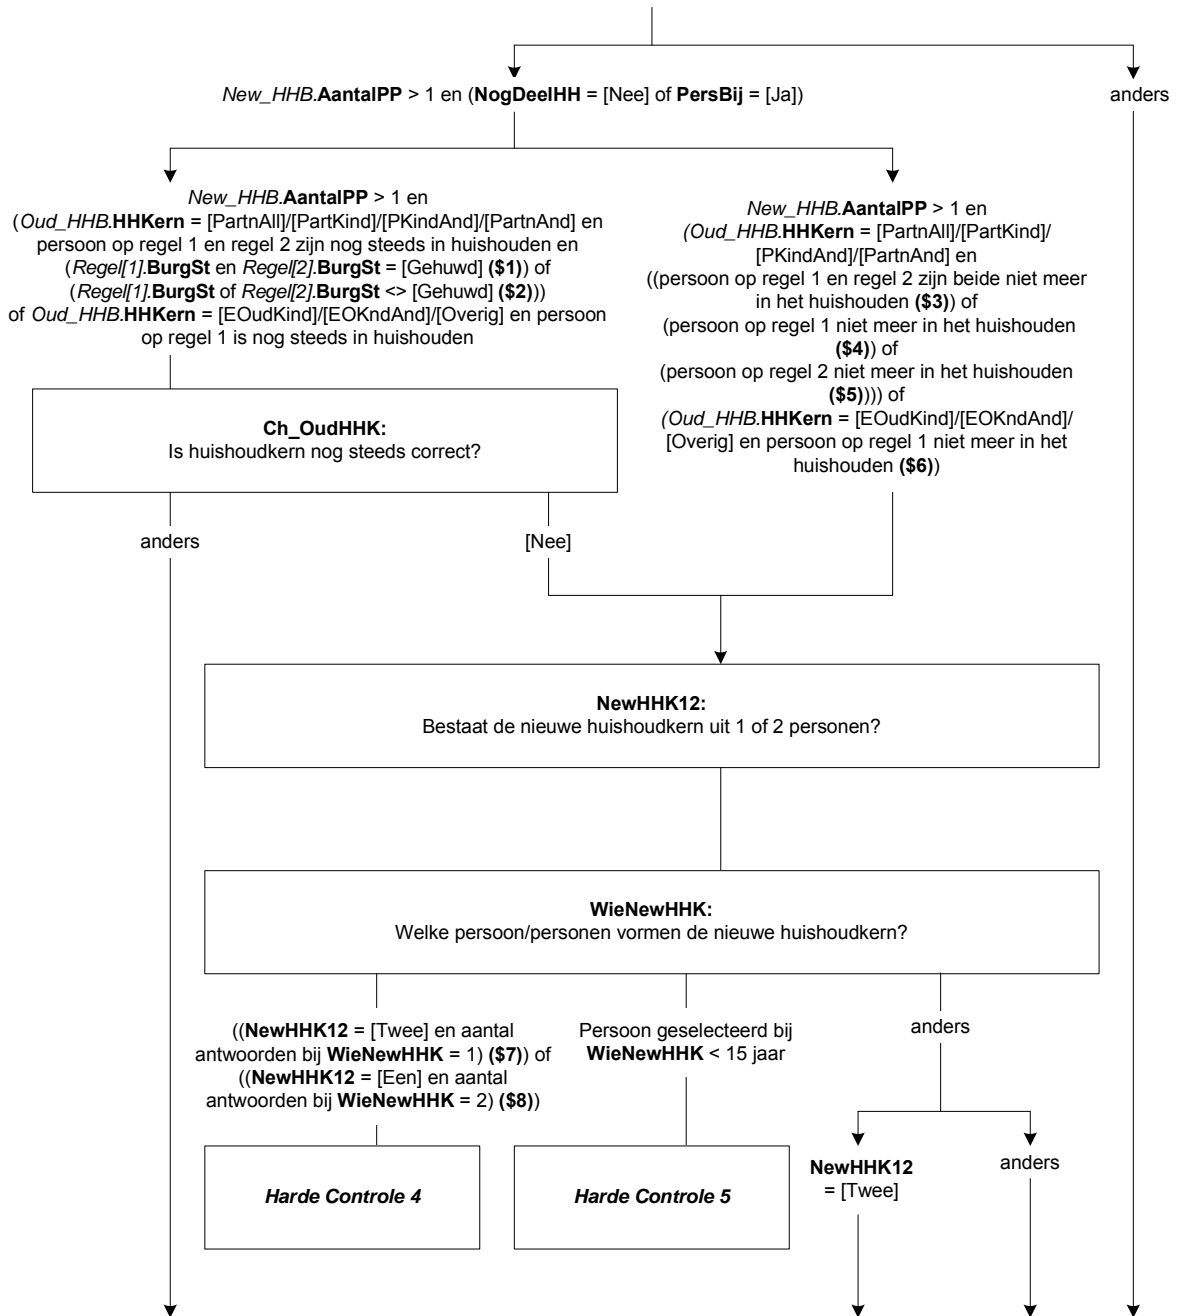 New_HHB.AantalPP > 1 en (NogDeelHH = [Nee] of PersBij = [Ja])
anders
New_HHB.AantalPP > 1 en
(Oud_HHB.HHKern = [PartnAll]/[PartKind]/[PKindAnd]/[PartnAnd] en
persoon op regel 1 en regel 2 zijn nog steeds in huishouden en
(Regel[1].BurgSt en Regel[2].BurgSt = [Gehuwd] ($1)) of
(Regel[1].BurgSt of Regel[2].BurgSt <> [Gehuwd] ($2)))
of Oud_HHB.HHKern = [EOudKind]/[EOKndAnd]/[Overig] en persoon
op regel 1 is nog steeds in huishouden
New_HHB.AantalPP > 1 en
(Oud_HHB.HHKern = [PartnAll]/[PartKind]/
[PKindAnd]/[PartnAnd] en
((persoon op regel 1 en regel 2 zijn beide niet meer
in het huishouden ($3)) of
(persoon op regel 1 niet meer in het huishouden
($4)) of
(persoon op regel 2 niet meer in het huishouden
($5)))) of
(Oud_HHB.HHKern = [EOudKind]/[EOKndAnd]/
[Overig] en persoon op regel 1 niet meer in het
huishouden ($6))
Ch_OudHHK:
Is huishoudkern nog steeds correct?
anders
[Nee]
NewHHK12:
Bestaat de nieuwe huishoudkern uit 1 of 2 personen?
WieNewHHK:
Welke persoon/personen vormen de nieuwe huishoudkern?
((NewHHK12 = [Twee] en aantal
antwoorden bij WieNewHHK = 1) ($7)) of
((NewHHK12 = [Een] en aantal
antwoorden bij WieNewHHK = 2) ($8))
Persoon geselecteerd bij
WieNewHHK < 15 jaar
anders
Harde Controle 4
Harde Controle 5
NewHHK12
= [Twee]
anders